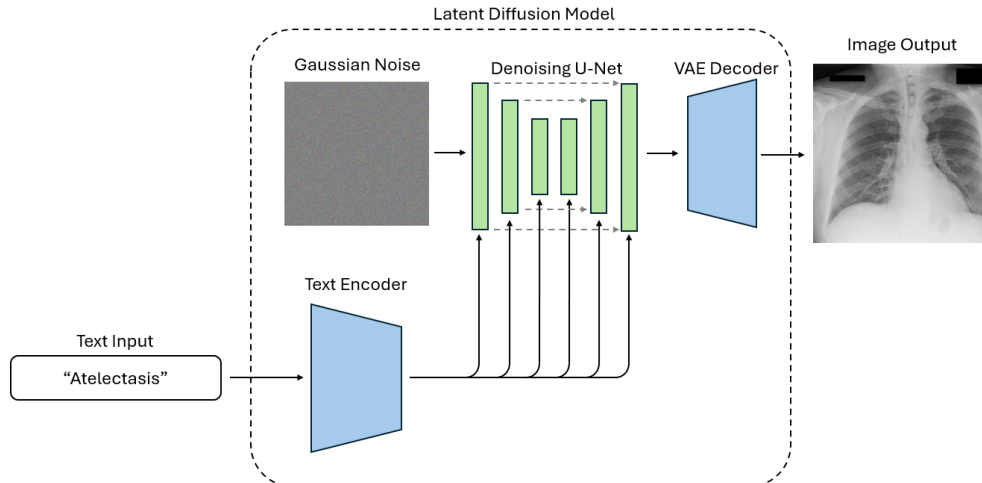 Latent Diffusion Model
Image Output
Gaussian Noise
Denoising U-Net
VAE Decoder
Text Encoder
Text Input
“Atelectasis”